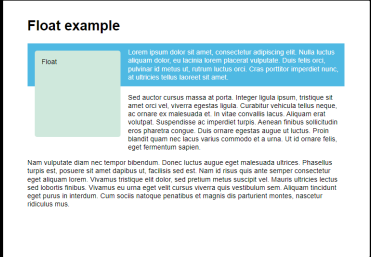 Float example
Float
Lorem ipsum dolor sit amet, consectetur adipiscing elit. Nulla luctus
aliquam dolor, eu lacinia lorem placerat vulputate. Duis felis orci,
pulvinar id metus ut, rutrum luctus orci. Cras porttitor imperdiet nunc,
at ultricies tellus laoreet sit amet.
Sed auctor cursus massa at porta. Integer ligula ipsum, tristique sit
amet orci vel, viverra egestas ligula. Curabitur vehicula tellus neque,
ac ornare ex malesuada et. In vitae convallis lacus. Aliquam erat
volutpat. Suspendisse ac imperdiet turpis. Aenean finibus sollicitudin
eros pharetra congue. Duis ornare egestas augue ut luctus. Proin
blandit quam nec lacus varius commodo et a urna. Ut id ornare felis,
eget fermentum sapien.
Nam vulputate diam nec tempor bibendum. Donec luctus augue eget malesuada ultrices. Phasellus
turpis est, posuere sit amet dapibus ut, facilisis sed est. Nam id risus quis ante semper consectetur
eget aliquam lorem. Vivamus tristique elit dolor, sed pretium metus suscipit vel. Mauris ultricies lectus
sed lobortis finibus. Vivamus eu urna eget velit cursus viverra quis vestibulum sem. Aliquam tincidunt
eget purus in interdum. Cum sociis natoque penatibus et magnis dis parturient montes, nascetur
ridiculus mus.